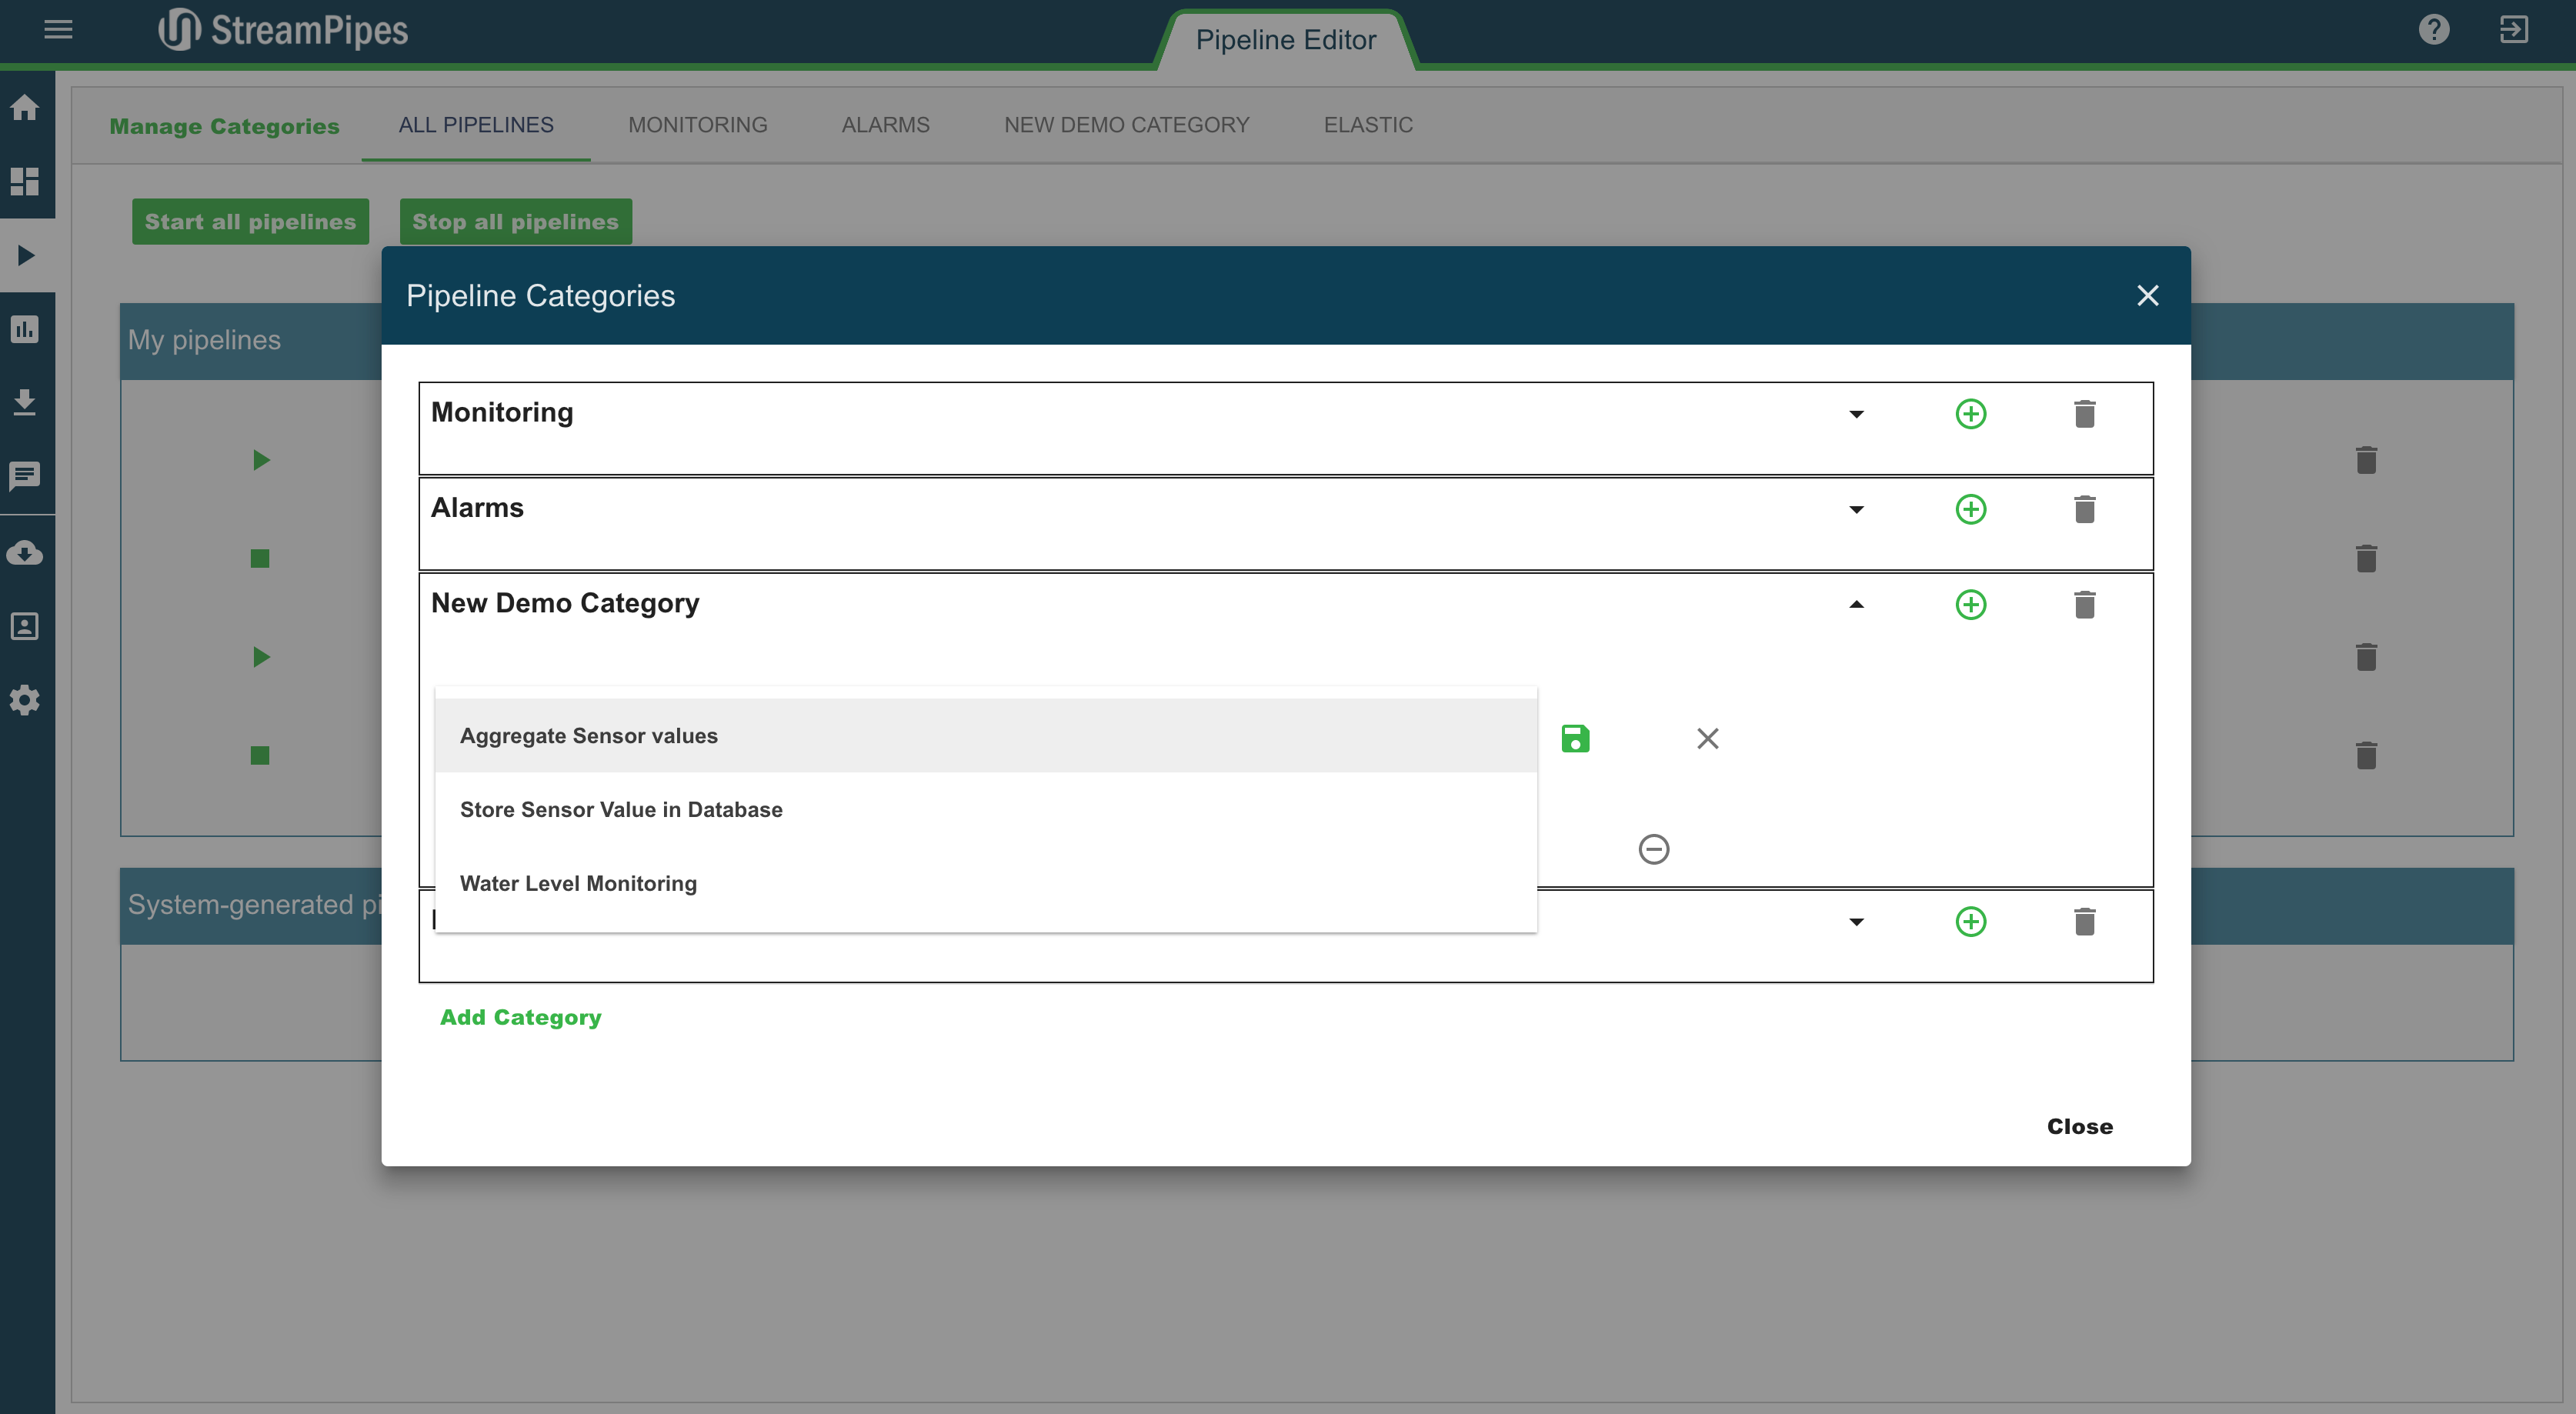 StreamPipes
Pipeline Editor
Manage Categories
ALL PIPELINES
MONITORING
ALARMS
NEW DEMO CATEGORY
ELASTIC
Start all pipelines
Stop all pipelines
My pipelines
Pipeline Categories
Monitoring
Alarms
New Demo Category
Aggregate Sensor values
Store Sensor Value in Database
Water Level Monitoring
System-generated pi
Add Category
Close